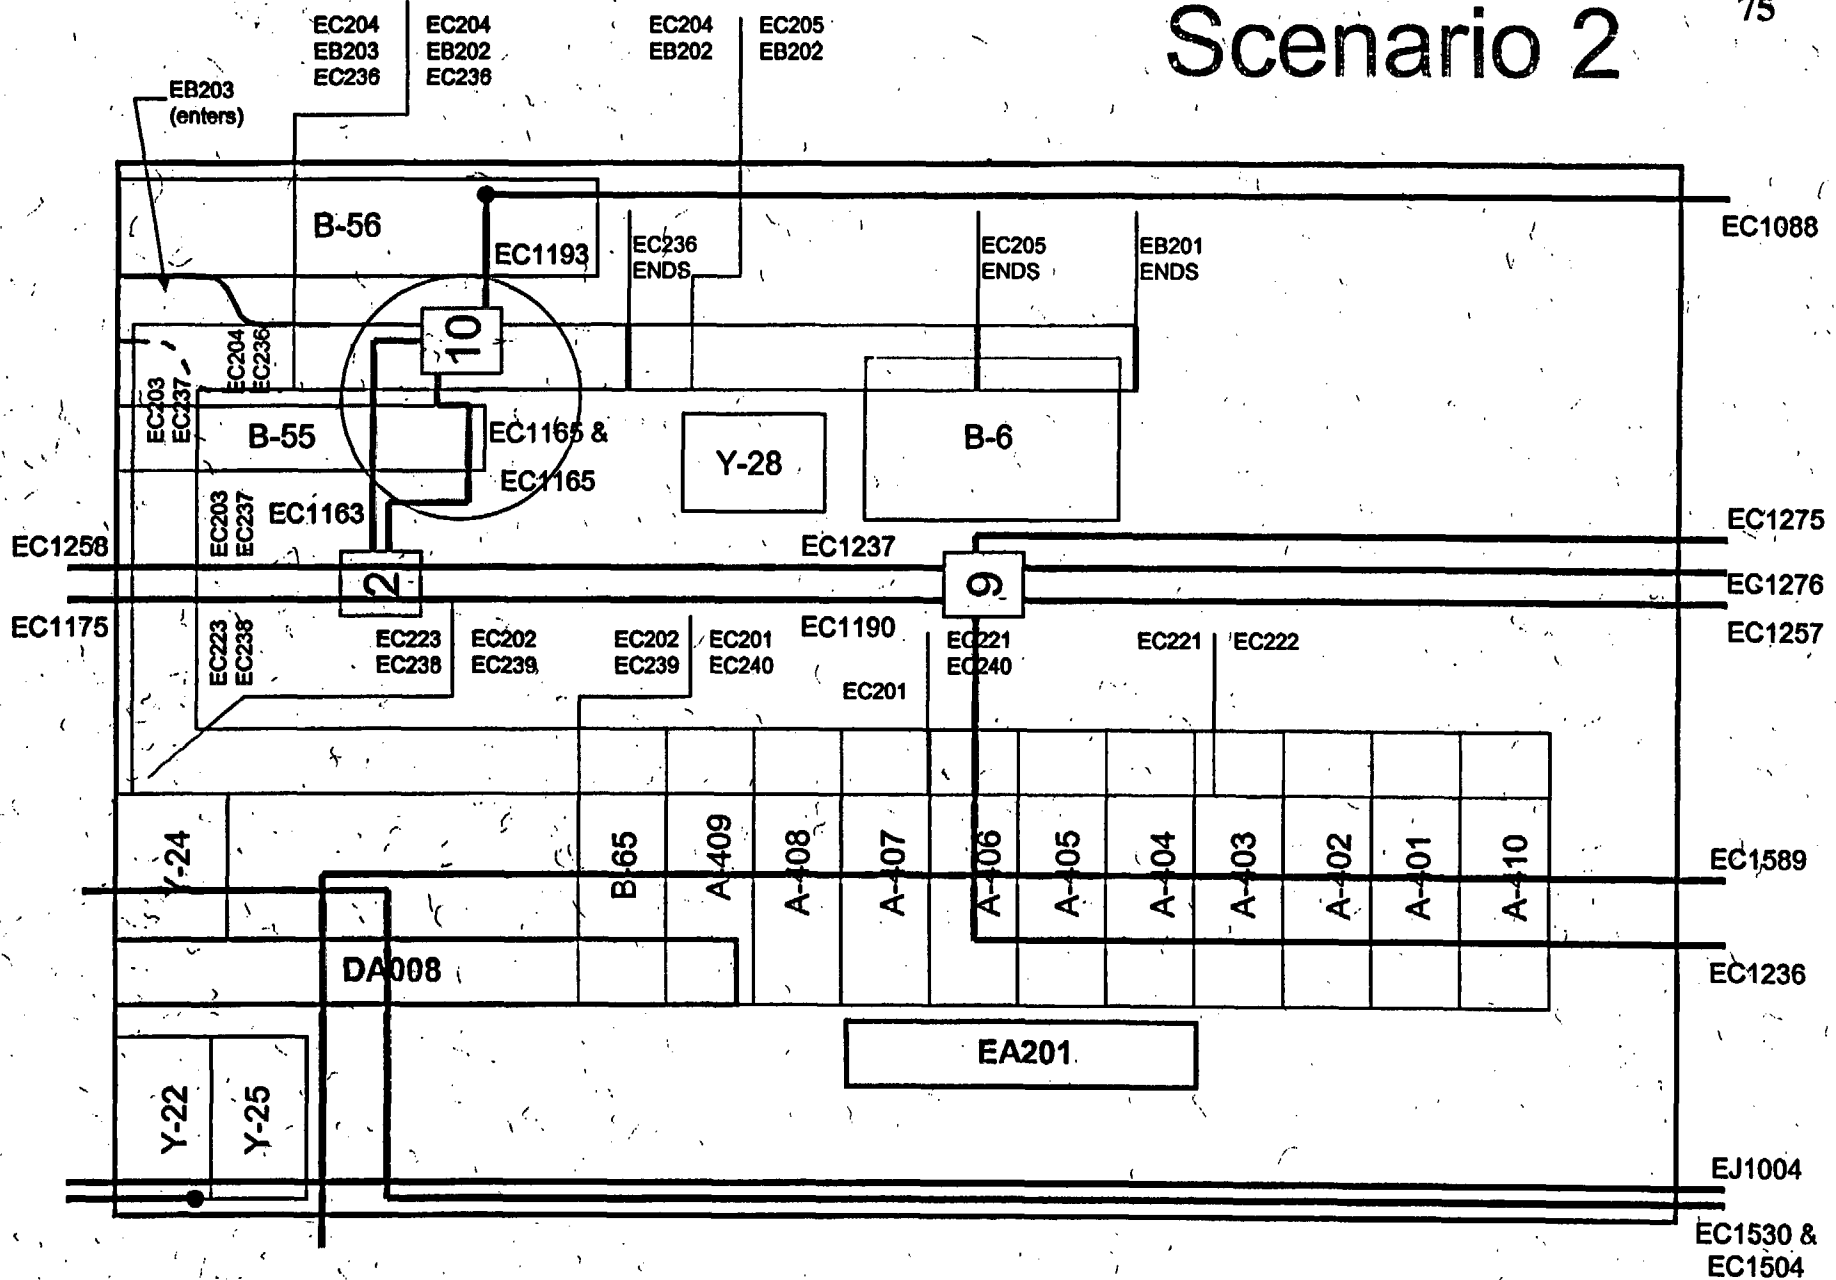 Scenario 2
75
EC204
EB203
EC236
EC204
EB202
EC236
EC204
EB202
EC205
EB202
EB203
(enters)
B-56
EC1193
EC236
ENDS
EC205
ENDS
EB201
ENDS
EC1088
10
EC204
EC236
EC203
EC237
B-55
EC1165 &
EC1165
Y-28
B-6
EC203
EC237
EC1163
EC1258
EC1237
EC1275
2
9
EC1276
EC1175
EC1190
EC1257
EC223
EC238
EC223
EC238
EC202
EC239
EC202
EC239
EC201
EC240
EC201
EC221
EC240
EC221
EC222
Y-24
B-65
A-409
A-408
A-407
A-406
A-405
A-404
A-403
A-402
A-401
A-410
EC1589
DA008
EC1236
EA201
Y-22
Y-25
EJ1004
EC1530 &
EC1504